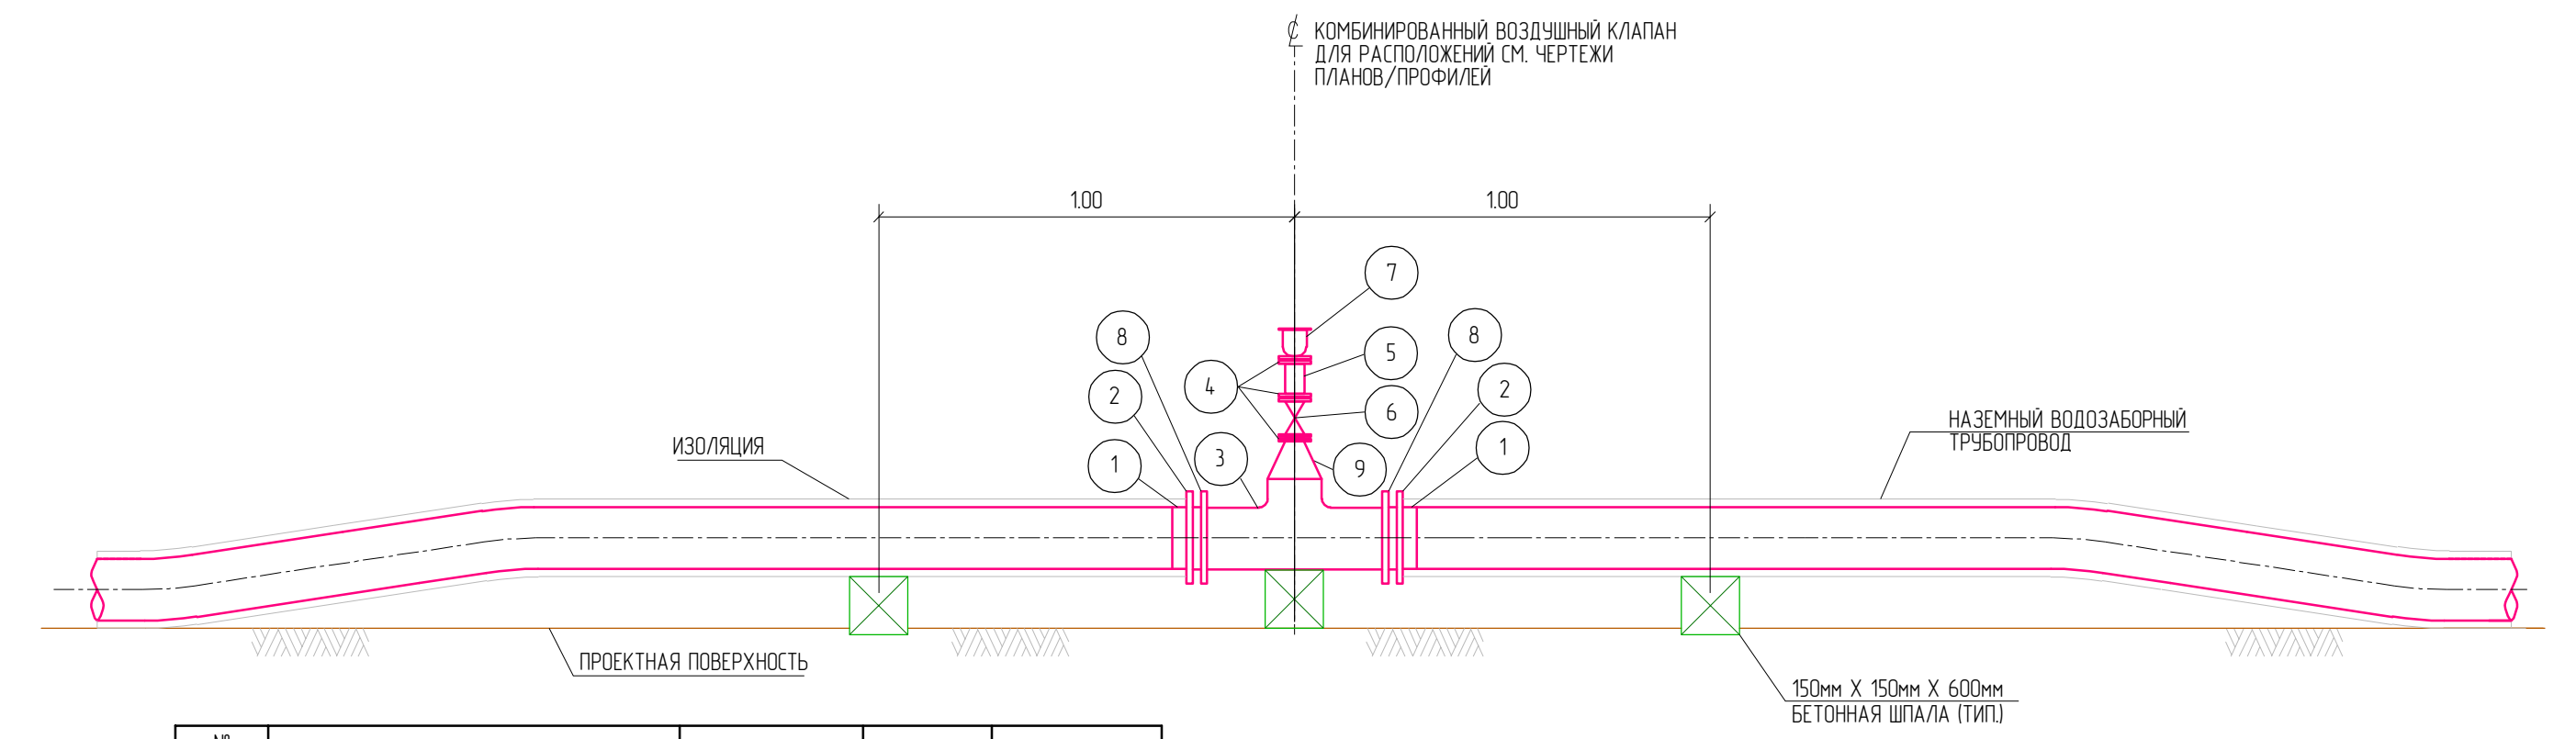 ℄ КОМБИНИРОВАННЫЙ ВОЗДУШНЫЙ КЛАПАН
ДЛЯ РАСПОЛОЖЕНИЙ СМ. ЧЕРТЕЖИ
ПЛАНОВ/ПРОФИЛЕЙ
1.00
1.00
7
8
5
8
4
2
6
2
НАЗЕМНЫЙ ВОДОЗАБОРНЫЙ
ТРУБОПРОВОД
ИЗОЛЯЦИЯ
1
3
9
1
ПРОЕКТНАЯ ПОВЕРХНОСТЬ
150мм X 150мм X 600мм
БЕТОННАЯ ШПАЛА (ТИП.)
№